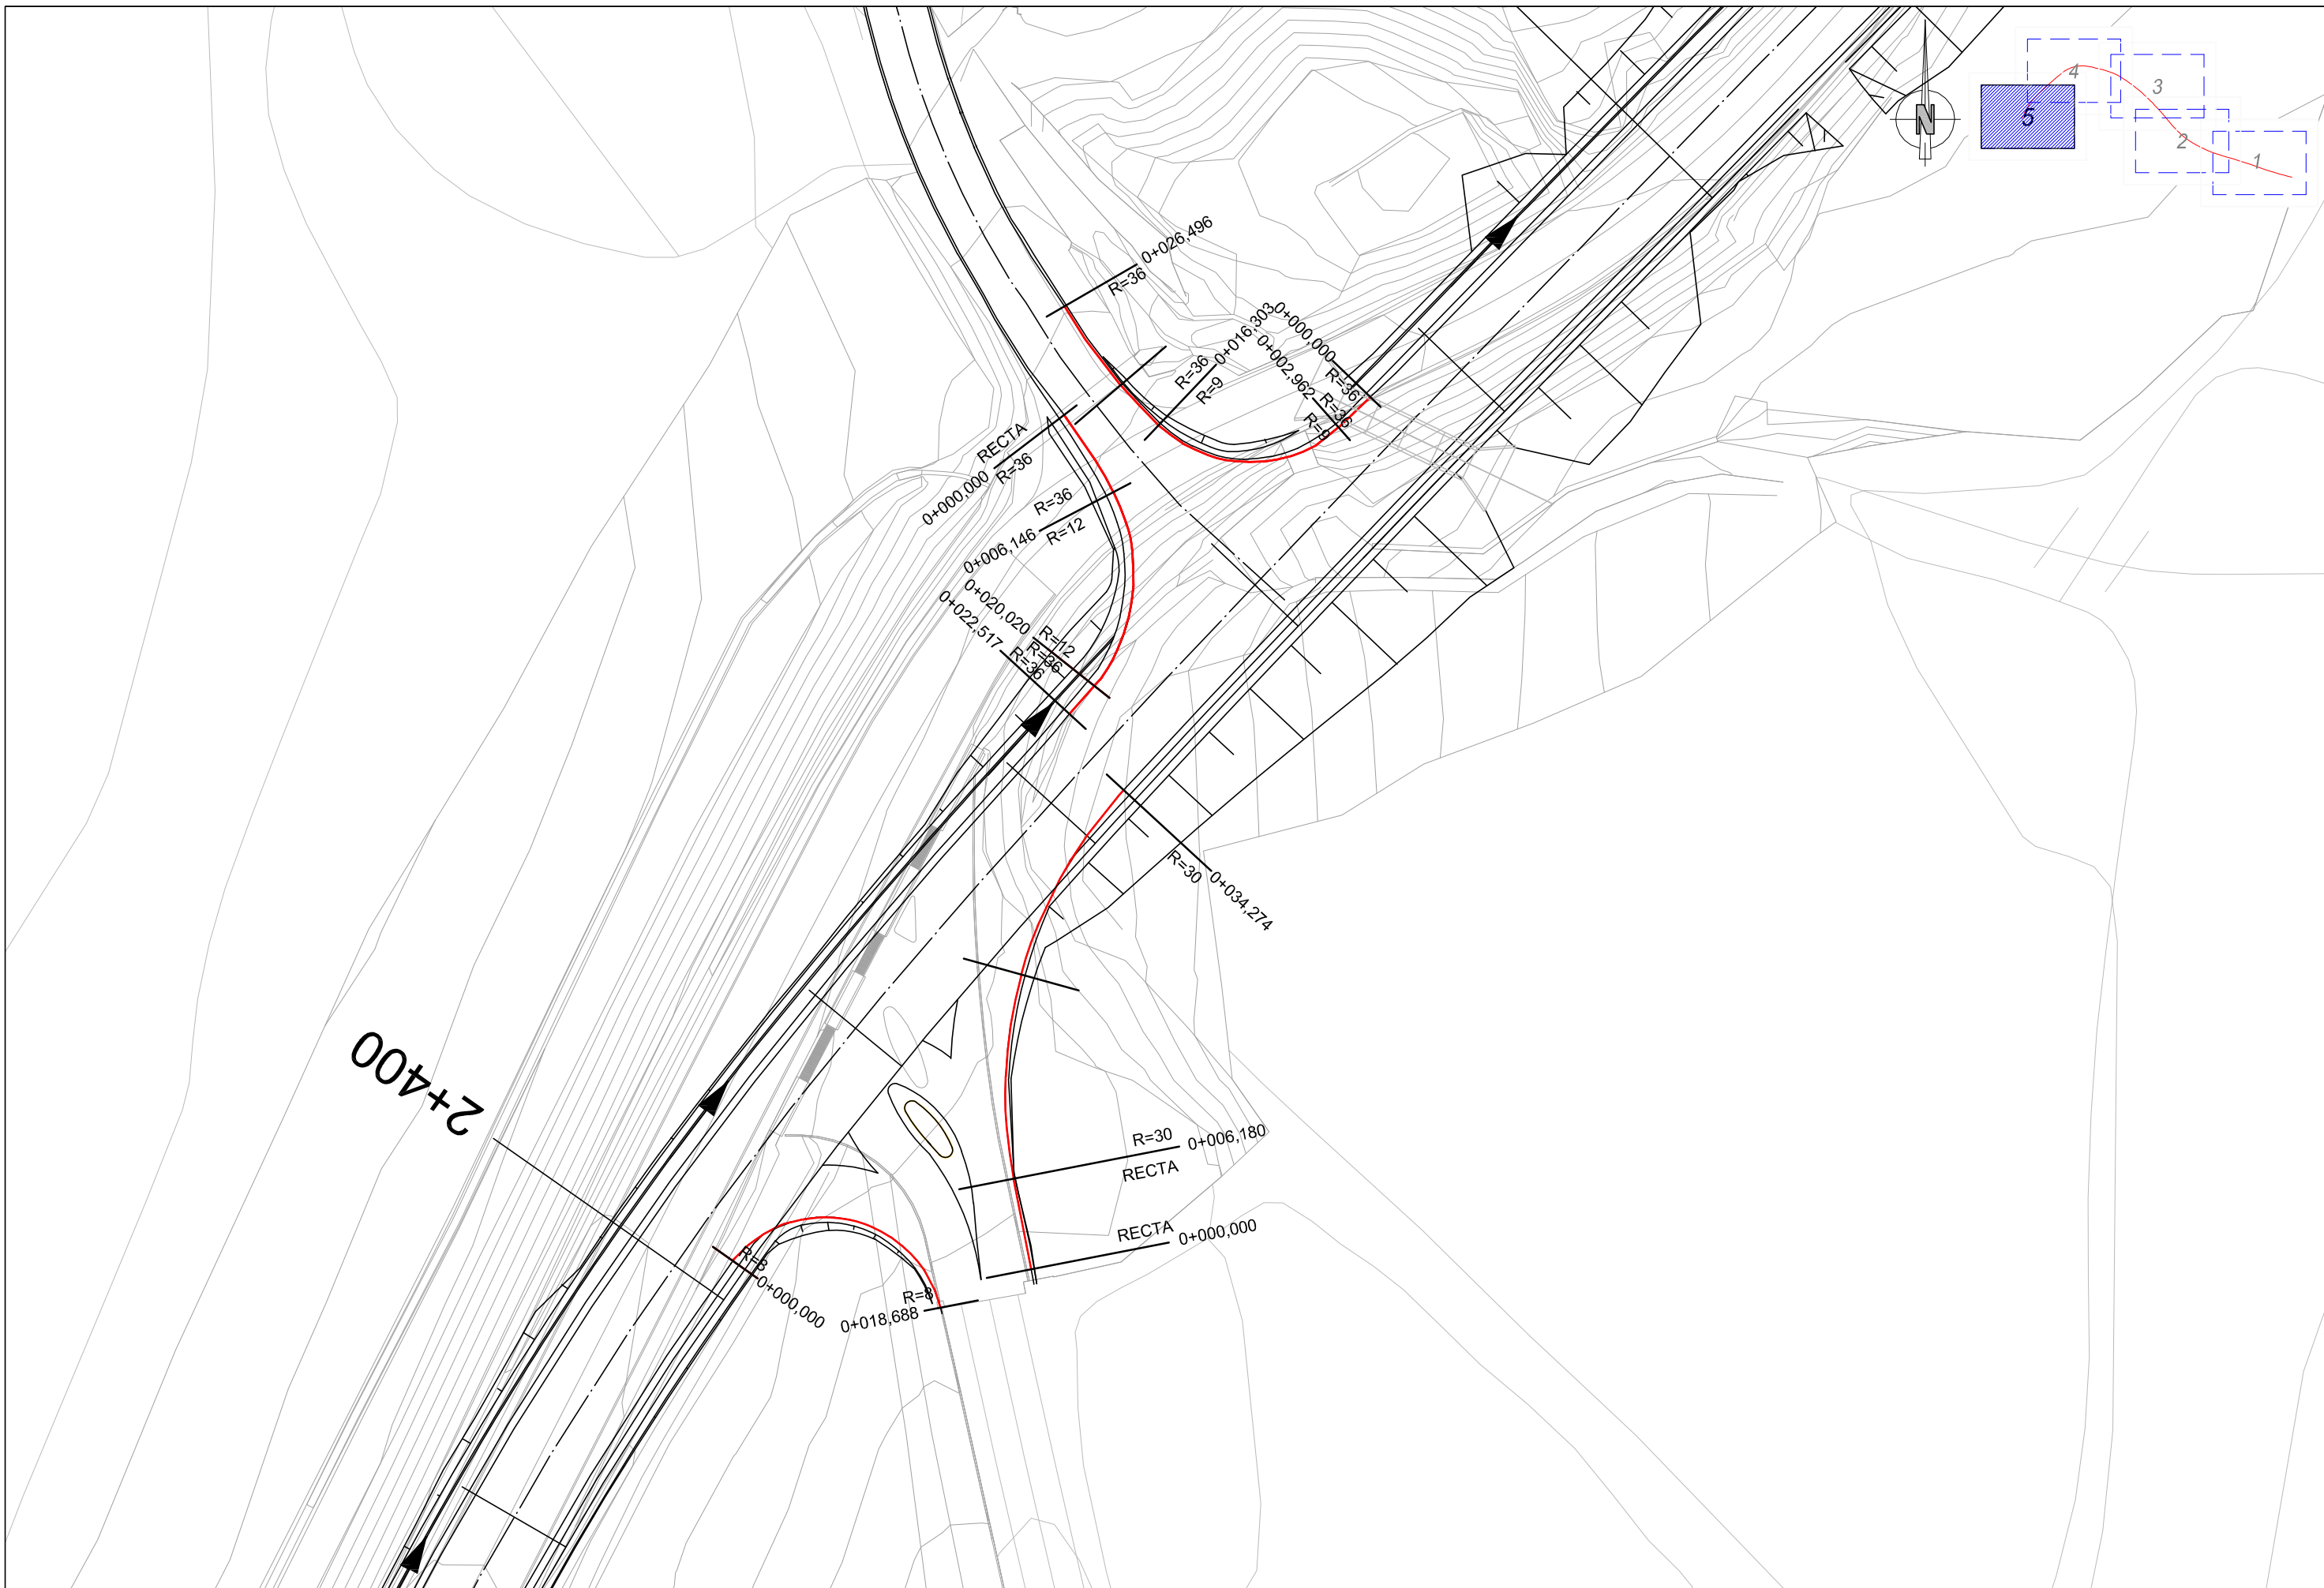 N
5
4
3
2
1
0+026,496
R=36
R=36
0+016,303
R=9
0+000,000
R=36
0+002,962
R=36
R=9
RECTA
0+000,000
R=36
R=36
0+006,146
R=12
0+020,020
R=12
R=36
0+022,517
R=36
R=30
0+034,274
2+400
R=30
0+006,180
RECTA
RECTA
0+000,000
R=8
0+000,000
R=8
0+018,688